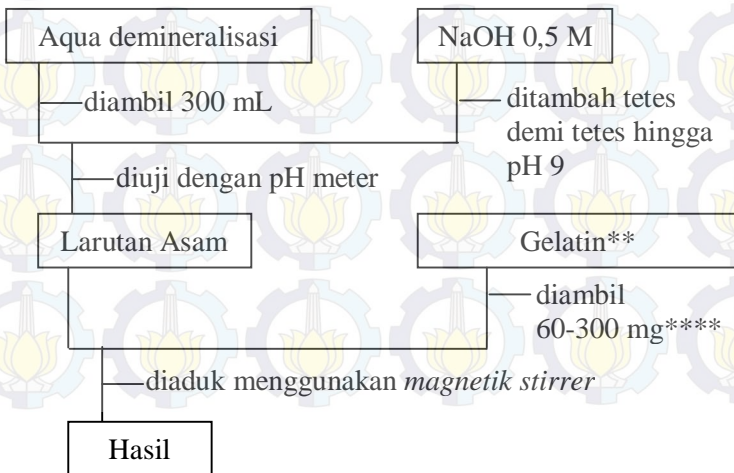 Aqua demineralisasi
NaOH 0,5 M
diambil 300 mL
ditambah tetes
demi tetes hingga
pH 9
diuji dengan pH meter
Larutan Asam
Gelatin**
diambil
60-300 mg****
diaduk menggunakan magnetik stirrer
Hasil